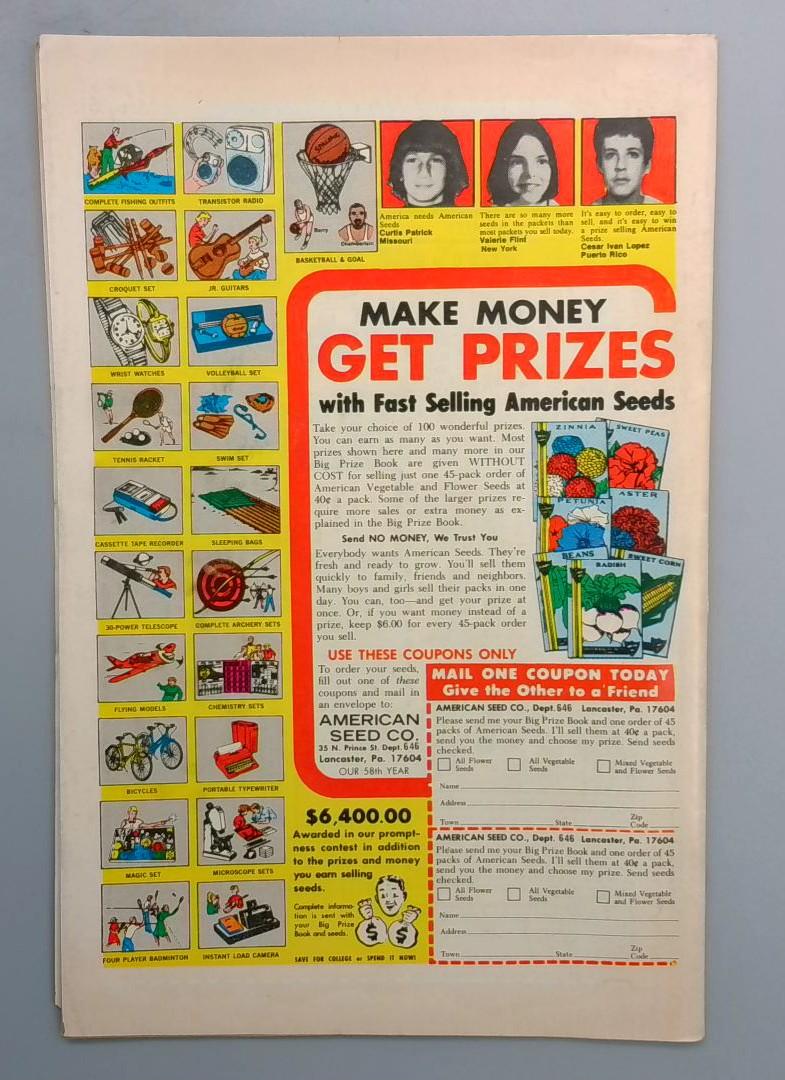 COMPLETE FISHING OUTFITS
TRANSISTOR RADIO
CROQUET SET
JR. GUITARS
WRIST WATCHES
VOLLEYBALL SET
TENNIS RACKET
SWIM SET
CASSETTE TAPE RECORDER
SLEEPING BAGS
30-POWER TELESCOPE
COMPLETE ARCHERY SETS
FLYING MODELS
CHEMISTRY SETS
BICYCLES
PORTABLE TYPEWRITER
MAGIC SET
MICROSCOPE SETS
FOUR PLAYER BADMINTON
INSTANT LOAD CAMERA
SPALDING
Barry
Chamberlain
BASKETBALL & GOAL
America needs American
Seeds
Curtis Patrick
Missouri
There are so many more
seeds in the packets than
most packets you sell today.
Valerie Flint
New York
It's easy to order, easy to
sell, and it's easy to win
a prize selling American
Seeds.
Cesar Ivan Lopez
Puerto Rico
MAKE MONEY
GET PRIZES
with Fast Selling American Seeds
Take your choice of 100 wonderful prizes.
You can earn as many as you want. Most
prizes shown here and many more in our
Big Prize Book are given WITHOUT
COST for selling just one 45-pack order of
American Vegetable and Flower Seeds at
40¢ a pack. Some of the larger prizes re-
quire more sales or extra money as ex-
plained in the Big Prize Book.
Send NO MONEY, We Trust You
Everybody wants American Seeds. They're
fresh and ready to grow. You'll sell them
quickly to family, friends and neighbors.
Many boys and girls sell their packs in one
day. You can, too—and get your prize at
once. Or, if you want money instead of a
prize, keep $6.00 for every 45-pack order
you sell.
ZINNIA
SWEET PEAS
PETUNIA
ASTER
BEANS
RADISH
SWEET CORN
USE THESE COUPONS ONLY
To order your seeds,
fill out one of these
coupons and mail in
an envelope to:
AMERICAN
SEED CO.
35 N. Prince St. Dept. 646
Lancaster, Pa. 17604
OUR 58th YEAR
MAIL ONE COUPON TODAY
Give the Other to a Friend
AMERICAN SEED CO., Dept. 646 Lancaster, Pa. 17604
Please send me your Big Prize Book and one order of 45
packs of American Seeds. I'll sell them at 40¢ a pack,
send you the money and choose my prize. Send seeds
checked.
All Flower
Seeds
All Vegetable
Seeds
Mixed Vegetable
and Flower Seeds
Name
Address
Town State Zip
Code
AMERICAN SEED CO., Dept. 646 Lancaster, Pa. 17604
Please send me your Big Prize Book and one order of 45
packs of American Seeds. I'll sell them at 40¢ a pack,
send you the money and choose my prize. Send seeds
checked.
All Flower
Seeds
All Vegetable
Seeds
Mixed Vegetable
and Flower Seeds
Name
Address
Town State Zip
Code
$6,400.00
Awarded in our prompt-
ness contest in addition
to the prizes and money
you earn selling
seeds.
Complete informa-
tion is sent with
your Big Prize
Book and seeds.
$
$
SAVE FOR COLLEGE or SPEND IT NOW!